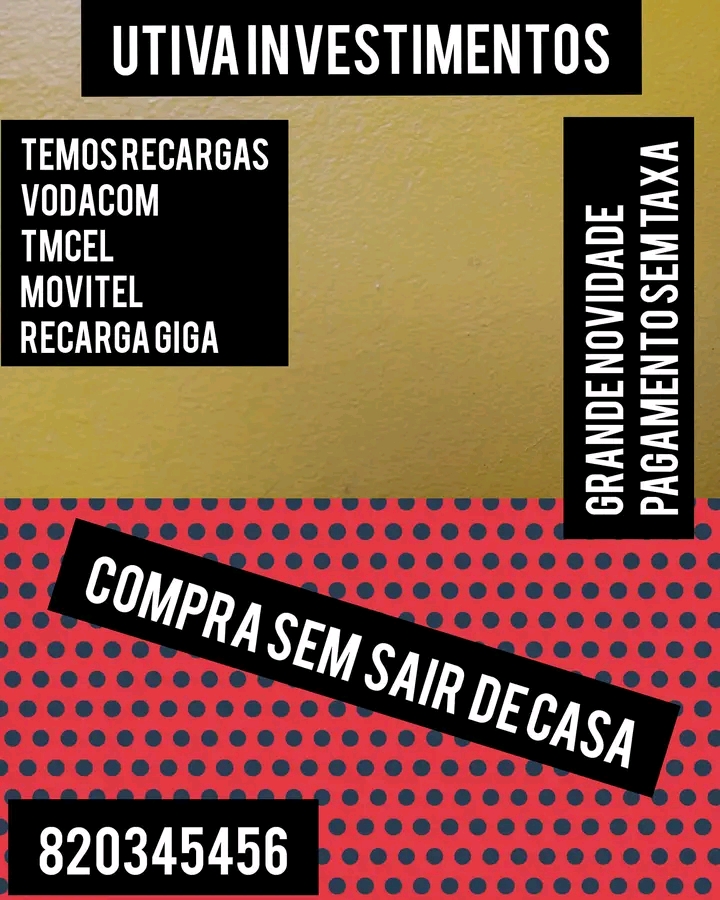 UTIVA INVESTIMENTOS
TEMOS RECARGAS
VODACOM
TMCEL
MOVITEL
RECARGA GIGA
GRANDE NOVIDADE
PAGAMENTO SEM TAXA
COMPRA SEM SAIR DE CASA
820345456